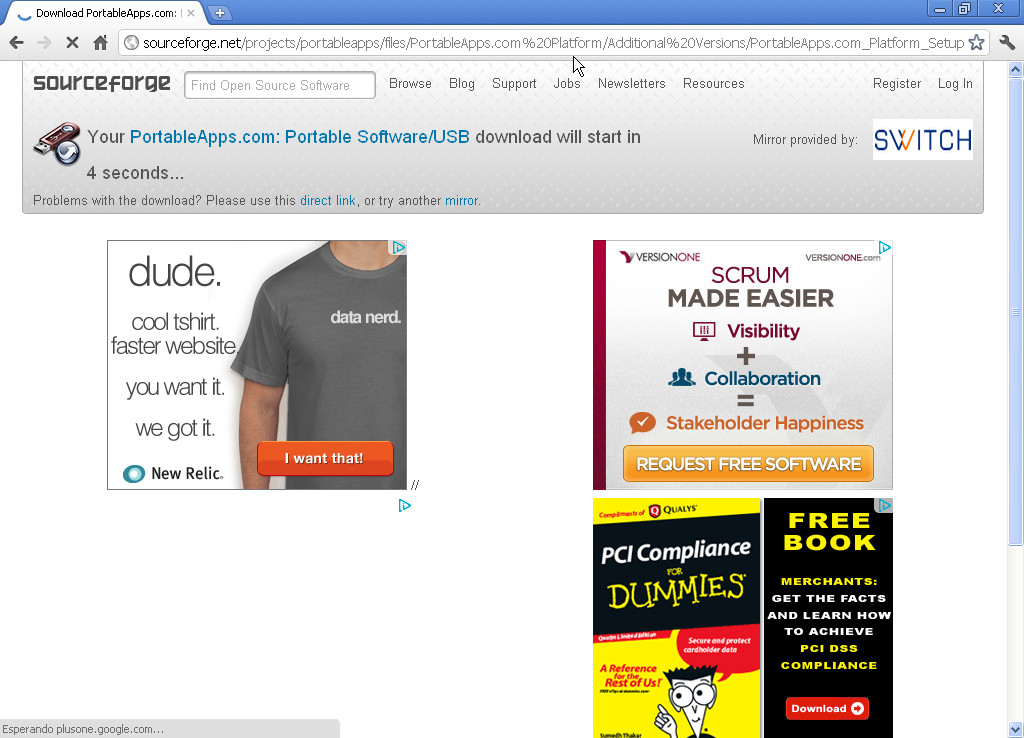 Download PortableApps.com:
sourceforge.net/projects/portableapps/files/PortableApps.com%20Platform/Additional%20Versions/PortableApps.com_Platform_Setup
sourceforge
Find Open Source Software
Browse Blog Support Jobs Newsletters Resources
Register Log In
Your PortableApps.com: Portable Software/USB download will start in
4 seconds...
Mirror provided by:
SWITCH
Problems with the download? Please use this direct link, or try another mirror.
dude.
cool tshirt.
faster website.
you want it.
we got it.
data nerd.
I want that!
New Relic.
//
VERSIONONE
VERSIONONE.com
SCRUM
MADE EASIER
Visibility
+
Collaboration
=
Stakeholder Happiness
REQUEST FREE SOFTWARE
Compliments of QUALYS
PCI Compliance
FOR
DUMMIES
Qualys Limited Edition
Secure and protect
cardholder data
A Reference
for the
Rest of Us!
Sumedh Thakar
FREE
BOOK
MERCHANTS:
GET THE FACTS
AND LEARN HOW
TO ACHIEVE
PCI DSS
COMPLIANCE
Download
Esperando plusone.google.com...